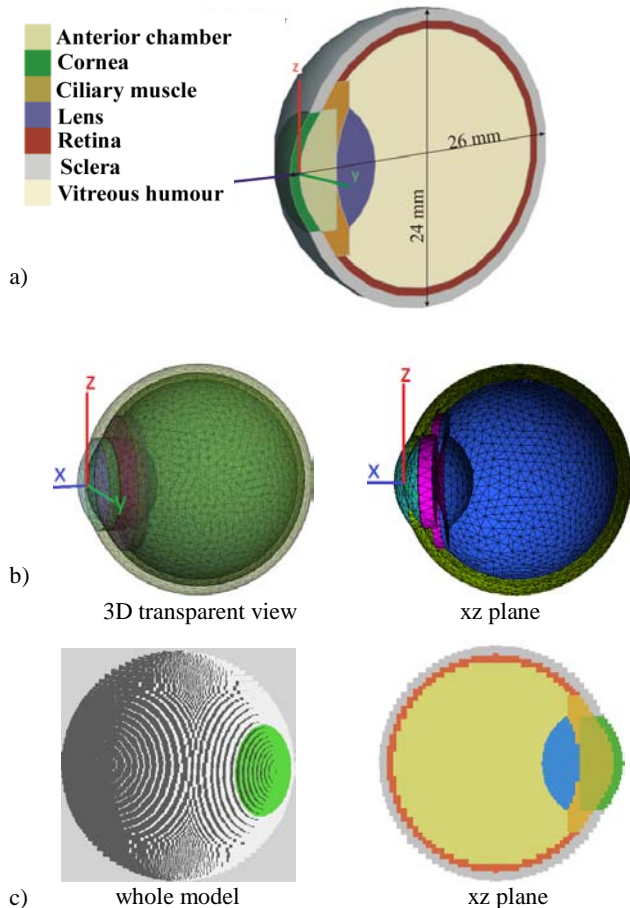 Anterior chamber
Cornea
Ciliary muscle
Lens
Retina
Sclera
Vitreous humour
z
y
26 mm
24 mm
a)
Z
X
Y
Z
X
b)
3D transparent view
xz plane
c)
whole model
xz plane